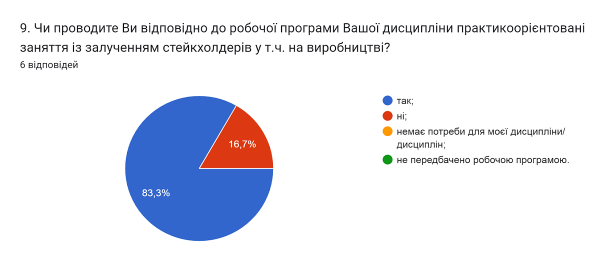 9. Чи проводите Ви відповідно до робочої програми Вашої дисципліни практикоорієнтовані
заняття із залученням стейкхолдерів у т.ч. на виробництві?
6 відповідей
так;
ні;
немає потреби для моєї дисципліни/
дисциплін;
не передбачено робочою програмою.
16,7%
83,3%